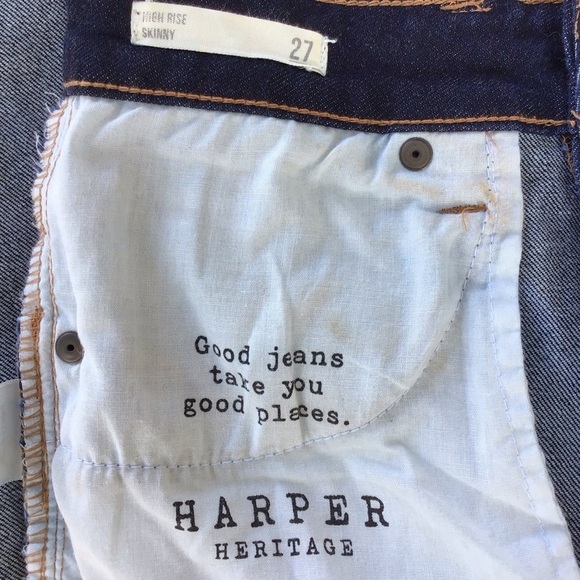 HIGH RISE
SKINNY
27
Good jeans
take you
good places.
HARPER
HERITAGE